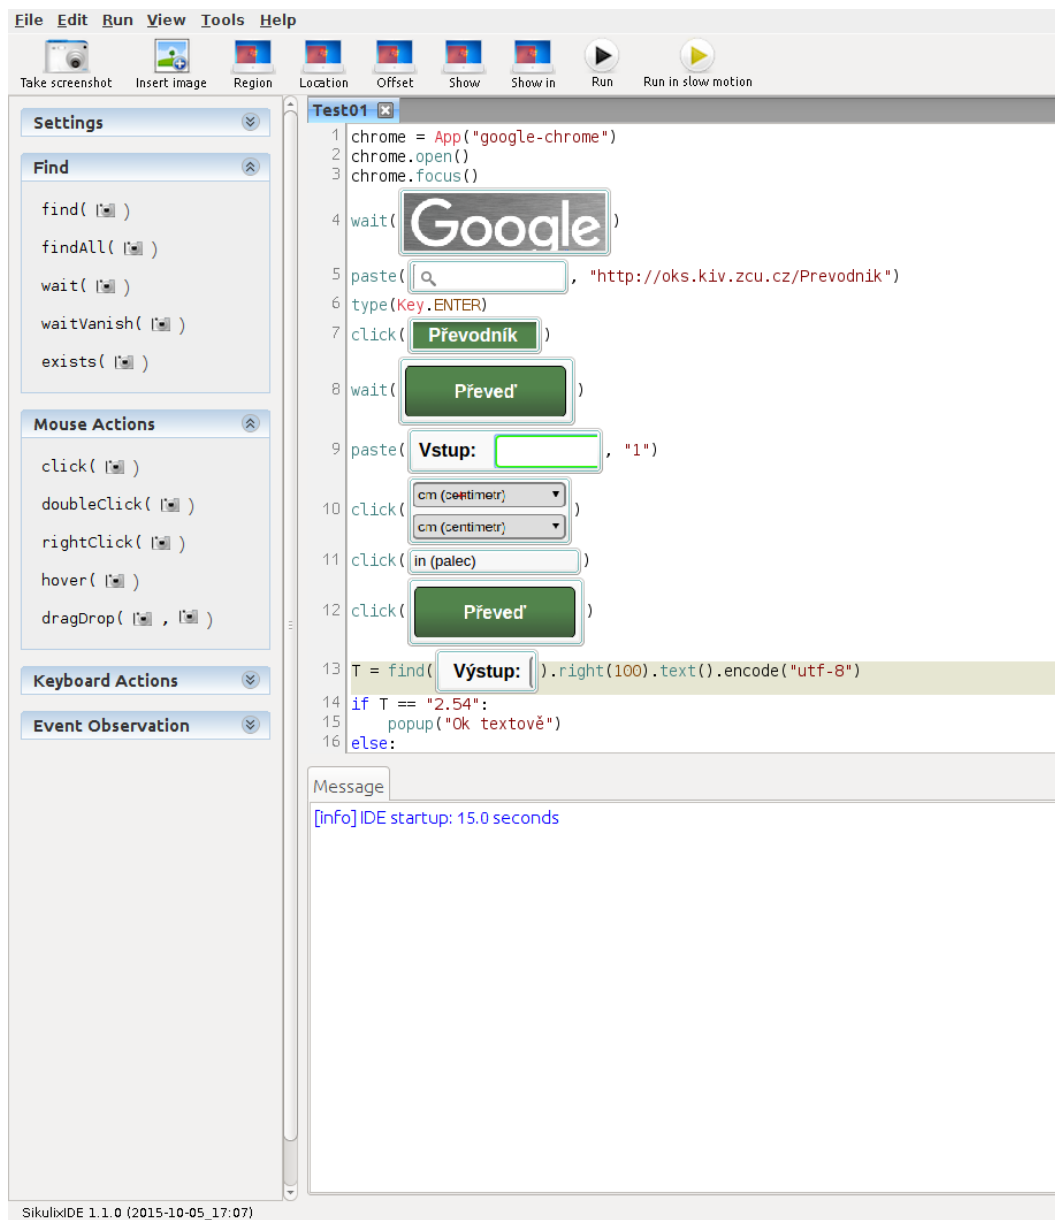 File Edit Run View Tools Help
Take screenshot Insert image Region Location Offset Show Show in Run Run in slow motion
Settings
Find
find( )
findAll( )
wait( )
waitVanish( )
exists( )
Mouse Actions
click( )
doubleClick( )
rightClick( )
hover( )
dragDrop( , )
Keyboard Actions
Event Observation
Test01
1 chrome = App("google-chrome")
2 chrome.open()
3 chrome.focus()
4 wait( Google )
5 paste( , "http://oks.kiv.zcu.cz/Prevodnik")
6 type(Key.ENTER)
7 click( Převodník )
8 wait( Převeď )
9 paste( Vstup: , "1")
cm (centimetr)
10 click( )
cm (centimetr)
11 click( in (palec) )
12 click( Převeď )
13 T = find( Výstup: ).right(100).text().encode("utf-8")
14 if T == "2.54":
15 popup("Ok textově")
16 else:
Message
[info] IDE startup: 15.0 seconds
SikulixIDE 1.1.0 (2015-10-05_17:07)